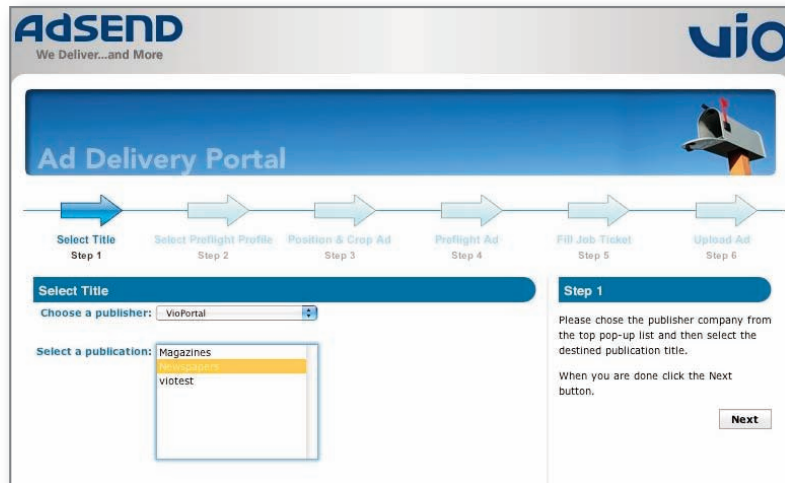 AdSEND
We Deliver...and More
vio
Ad Delivery Portal
Select Title
Step 1
Select Preflight Profile
Step 2
Position & Crop Ad
Step 3
Preflight Ad
Step 4
Fill Job Ticket
Step 5
Upload Ad
Step 6
Select Title
Choose a publisher: VioPortal
Select a publication: Magazines
Newspapers
viotest
Step 1
Please chose the publisher company from
the top pop-up list and then select the
destined publication title.
When you are done click the Next
button.
Next